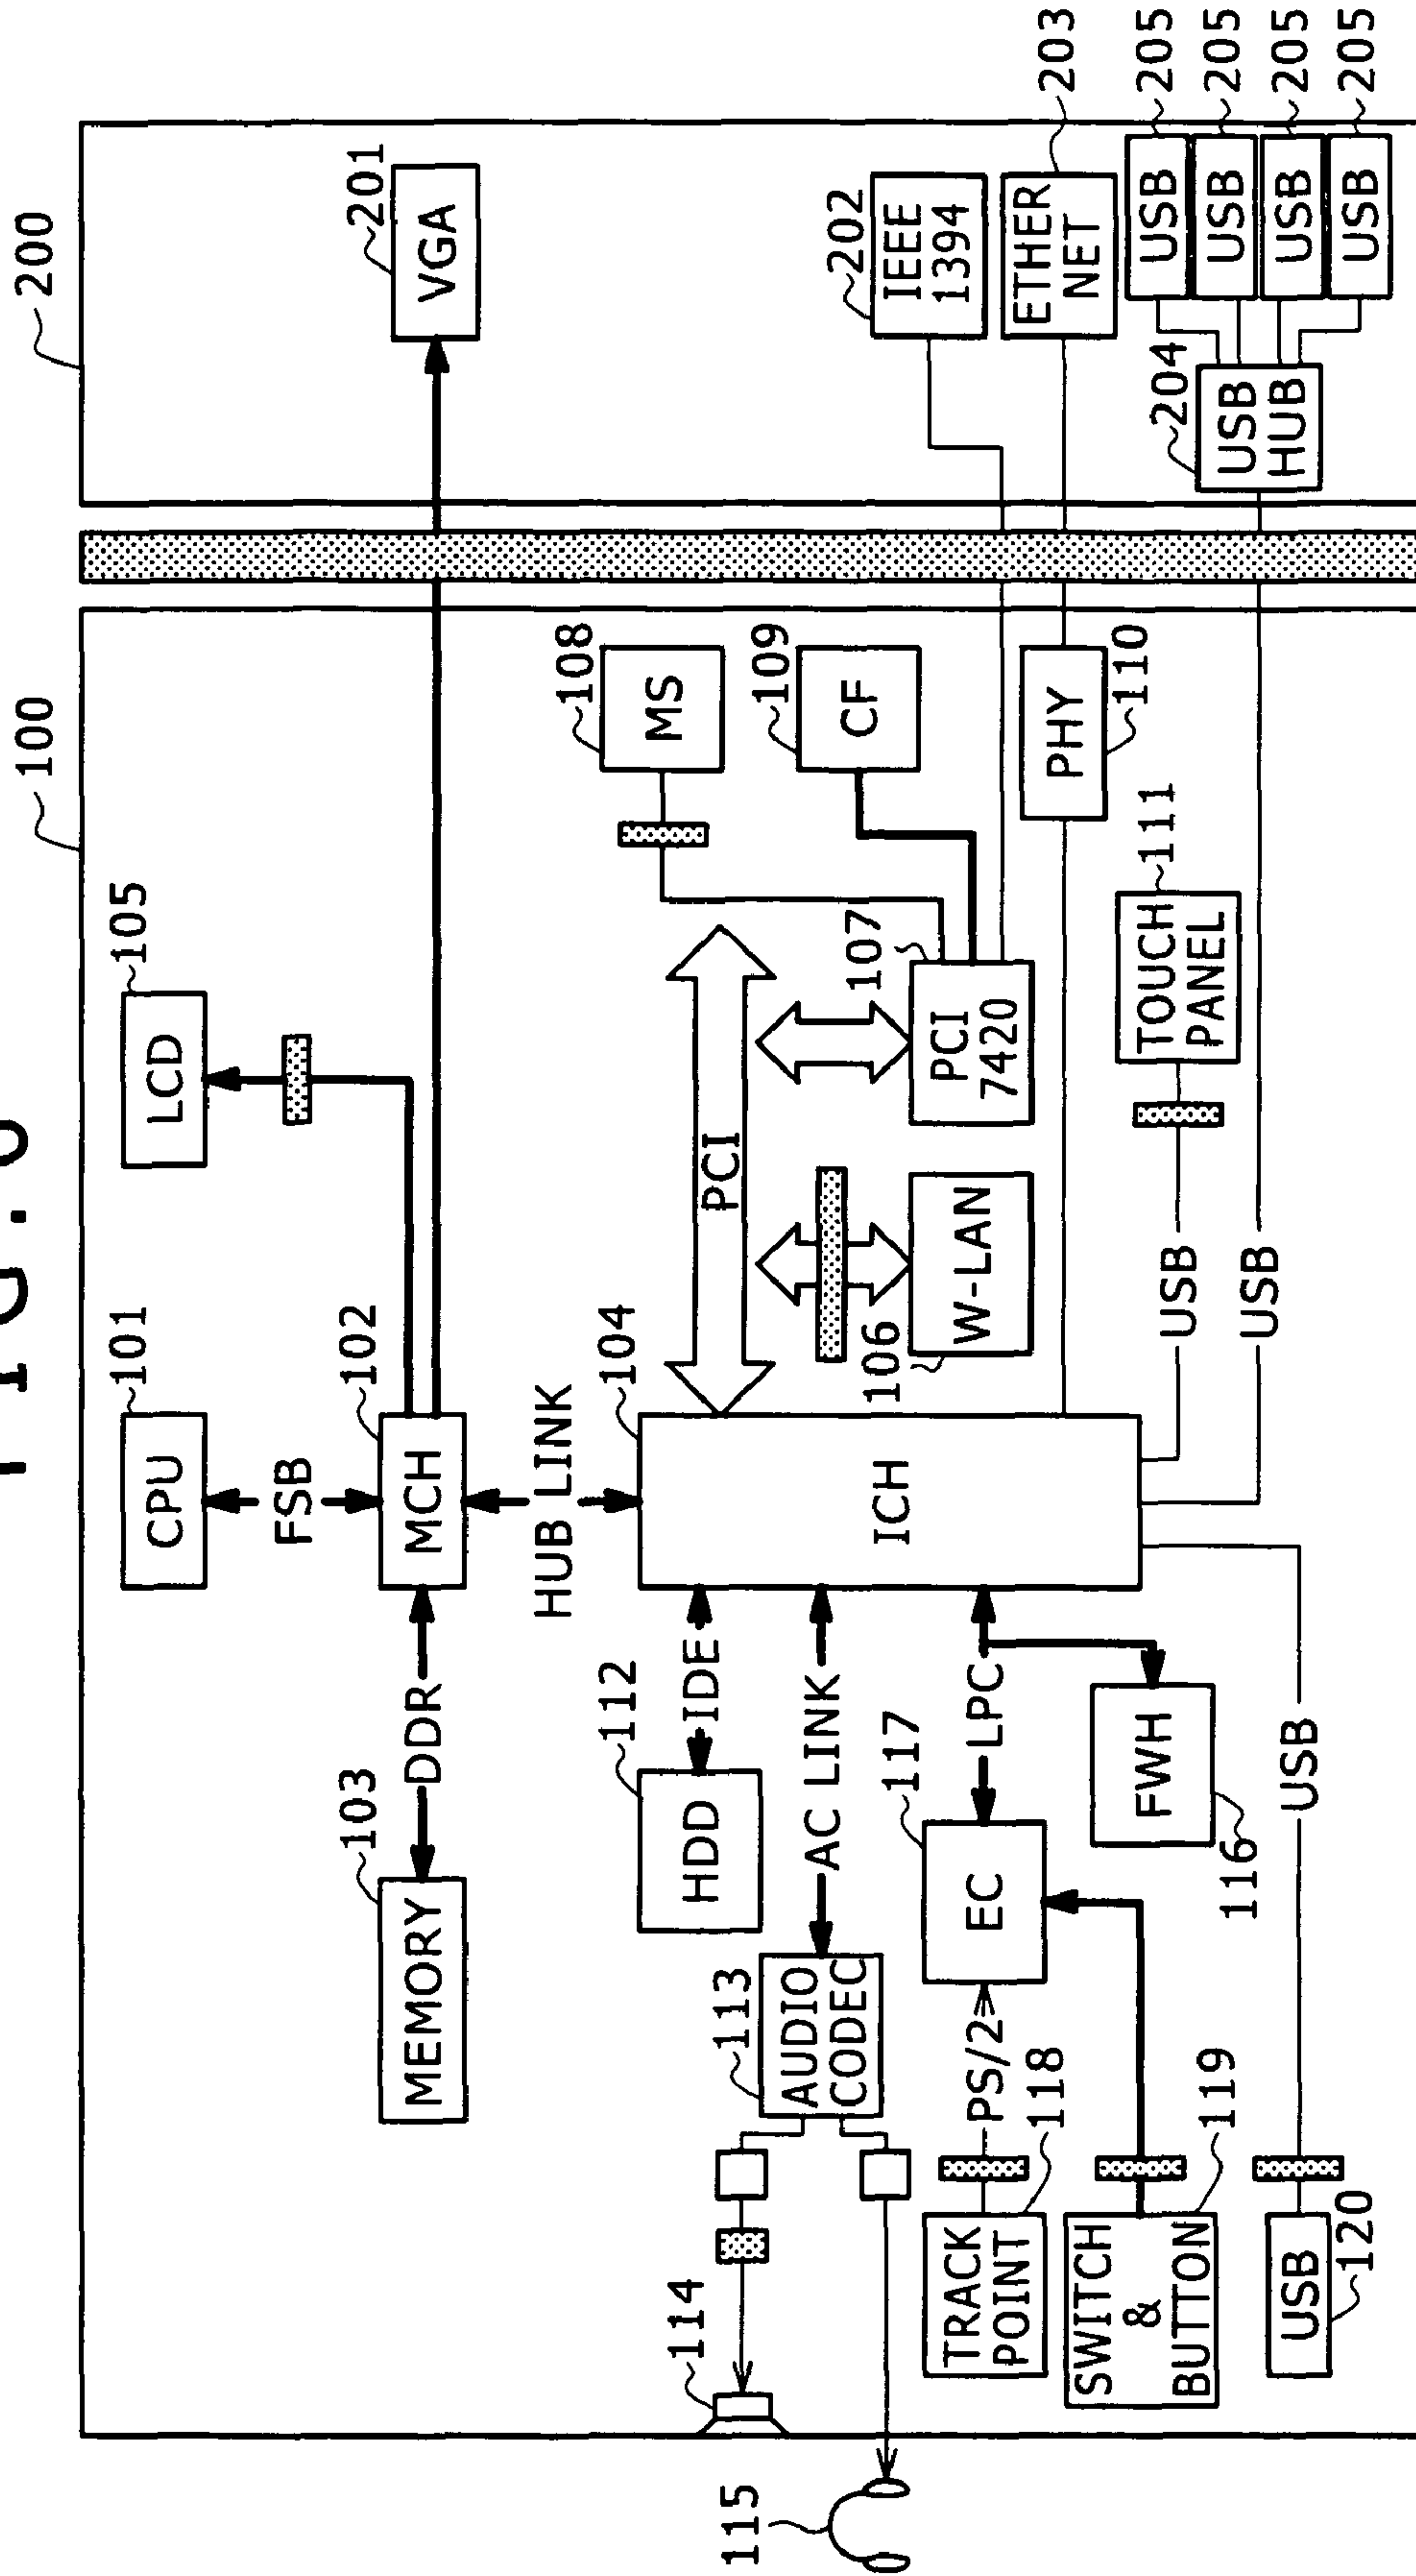 100
200
101
105
CPU
LCD
FSB
103
102
201
MEMORY
DDR
MCH
VGA
HUB LINK
112
104
108
HDD
IDE
MS
PCI
114
113
AUDIO
CODEC
AC LINK
109
CF
115
ICH
106
W-LAN
107
PCI
7420
202
IEEE
1394
117
EC
LPC
PS/2
TRACK
POINT
118
203
ETHER
NET
PHY
110
SWITCH
&
BUTTON
119
FWH
116
TOUCH
PANEL
111
USB
USB
204
USB
HUB
USB
205
USB
205
USB
205
USB
205
USB
120
USB